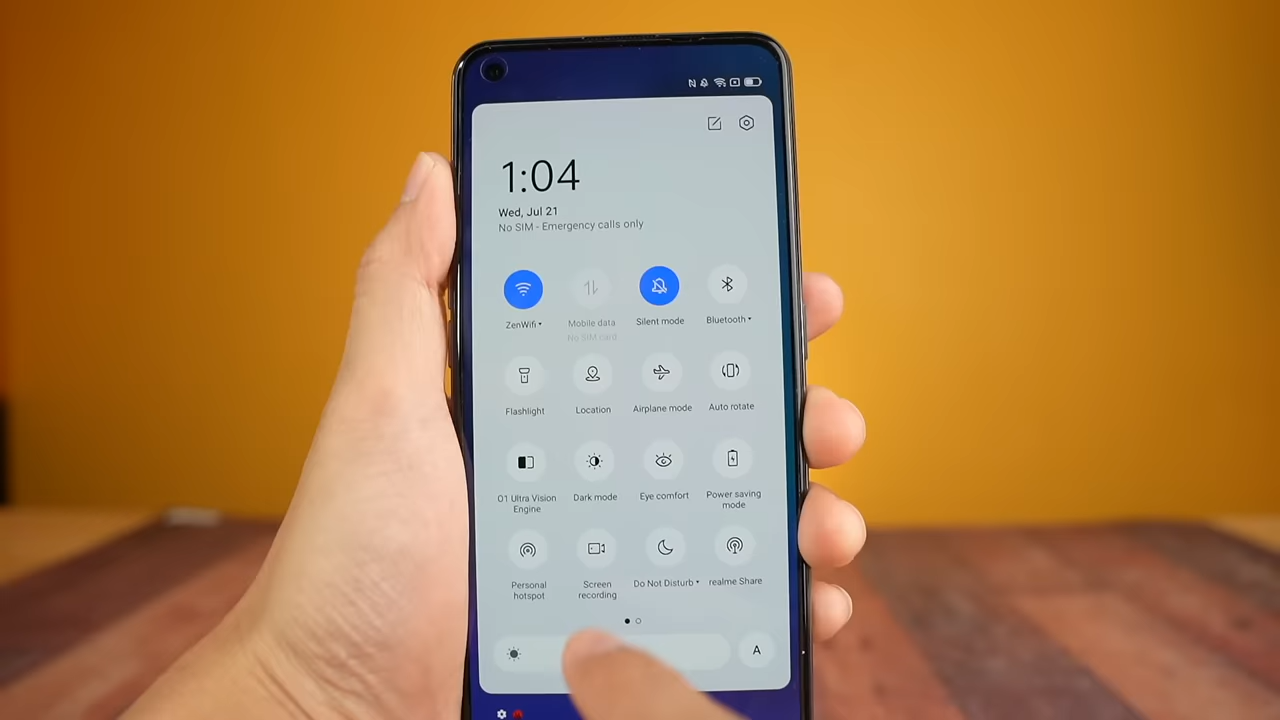 1:04
Wed, Jul 21
No SIM - Emergency calls only
ZenWifi
Mobile data
No SIM card
Silent mode
Bluetooth
Flashlight
Location
Airplane mode
Auto rotate
O1 Ultra Vision
Engine
Dark mode
Eye comfort
Power saving
mode
Personal
hotspot
Screen
recording
Do Not Disturb
realme Share
A